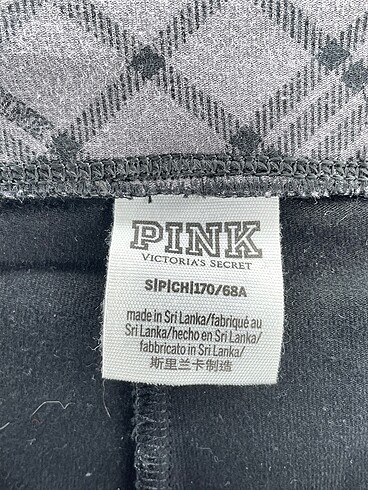 PINK
VICTORIA'S SECRET
S|P|CH|170/68A
made in Sri Lanka/fabriqué au
Sri Lanka/hecho en Sri Lanka/
fabbricato in Sri Lanka/
斯里兰卡制造